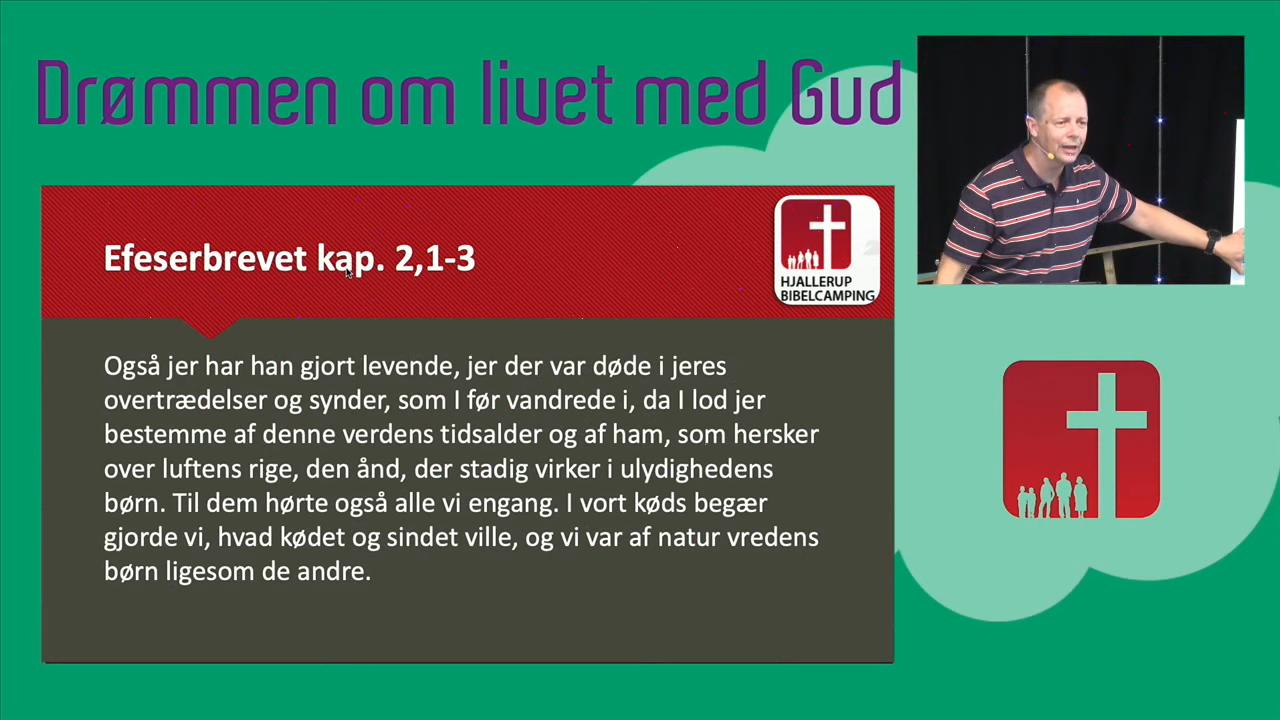 Drømmen om livet med Gud
Efeserbrevet kap. 2,1-3
HJALLERUP
BIBELCAMPING
Også jer har han gjort levende, jer der var døde i jeres
overtrædelser og synder, som I før vandrede i, da I lod jer
bestemme af denne verdens tidsalder og af ham, som hersker
over luftens rige, den ånd, der stadig virker i ulydighedens
børn. Til dem hørte også alle vi engang. I vort køds begær
gjorde vi, hvad kødet og sindet ville, og vi var af natur vredens
børn ligesom de andre.